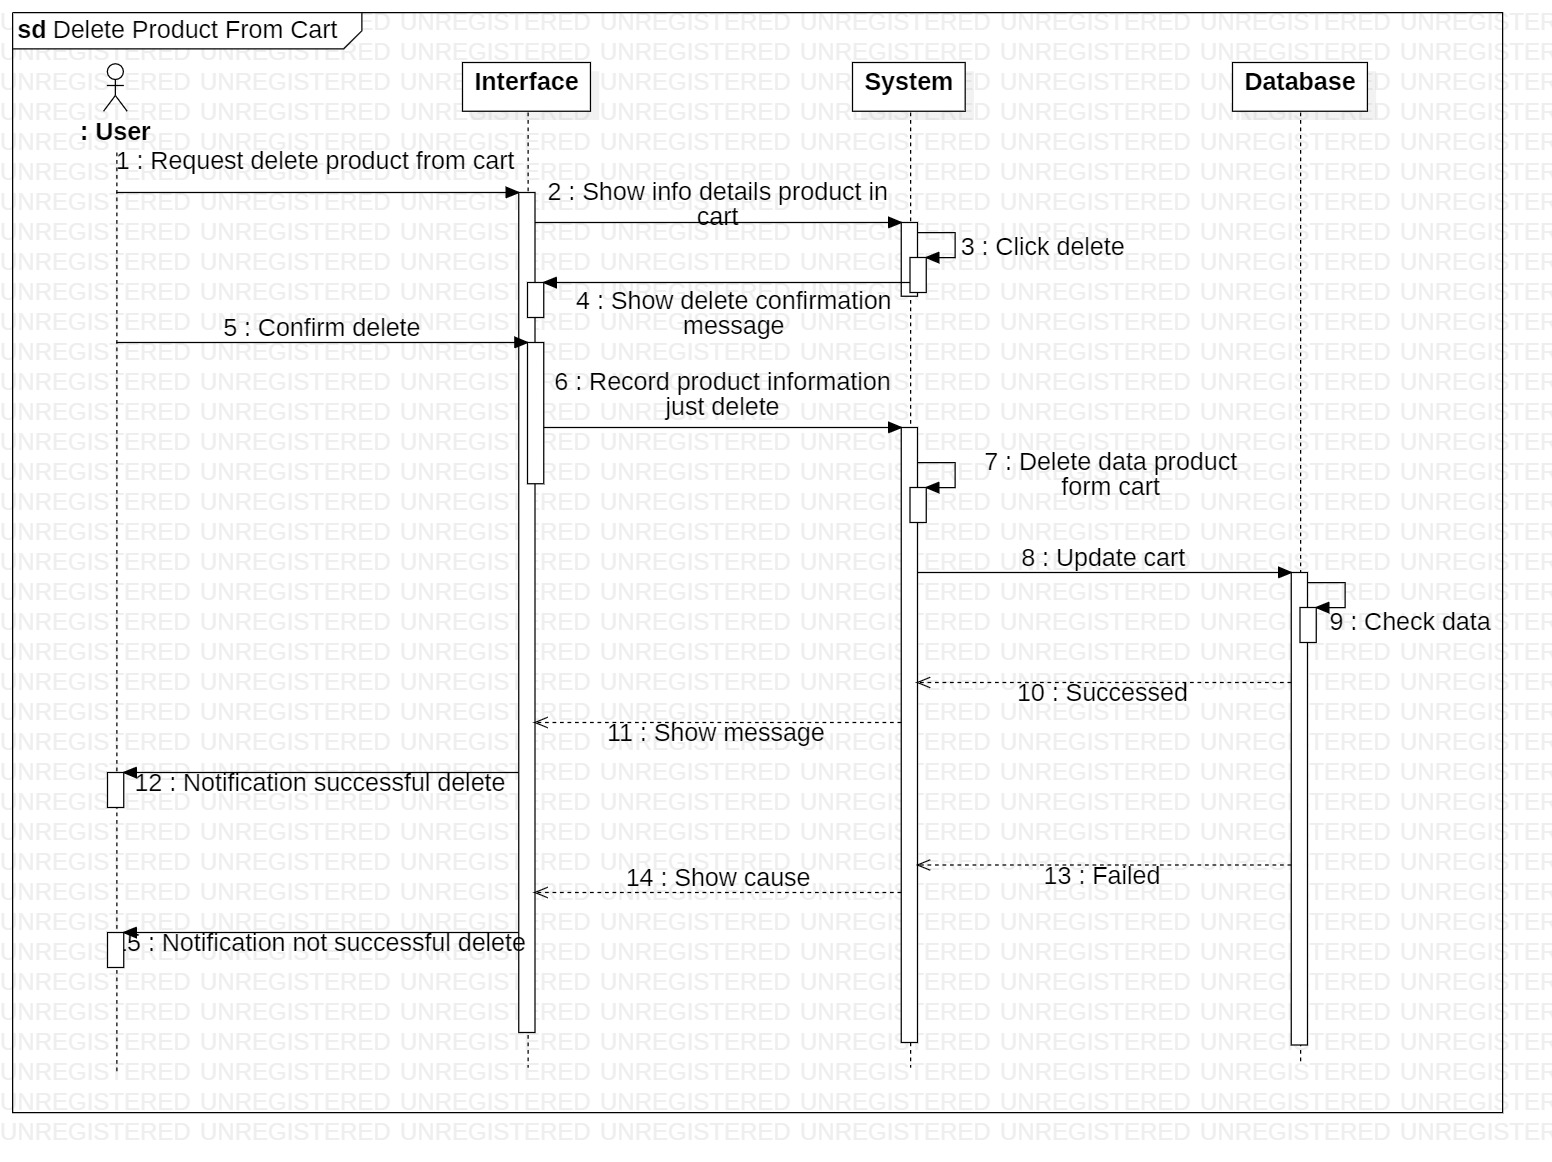 sd Delete Product From Cart
Interface
System
Database
: User
1 : Request delete product from cart
2 : Show info details product in
cart
3 : Click delete
4 : Show delete confirmation
message
5 : Confirm delete
6 : Record product information
just delete
7 : Delete data product
form cart
8 : Update cart
9 : Check data
10 : Successed
11 : Show message
12 : Notification successful delete
13 : Failed
14 : Show cause
5 : Notification not successful delete
UNREGISTERED